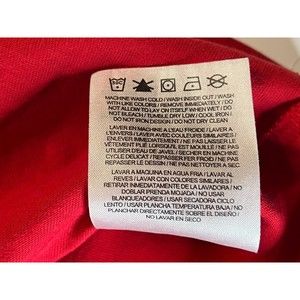 MACHINE WASH COLD / WASH INSIDE OUT / WASH
WITH LIKE COLORS / REMOVE IMMEDIATELY / DO
NOT ALLOW TO LAY ON ITSELF WHEN WET / DO
NOT BLEACH / TUMBLE DRY LOW / COOL IRON /
DO NOT IRON DESIGN / DO NOT DRY CLEAN
LAVER EN MACHINE A L'EAU FROIDE / LAVER A
L'ENVERS / LAVER AVEC COULEURS SIMILAIRES /
ENLEVER IMMÉDIATEMENT / NE PAS LAISSER LE
VÊTEMENT PLIÉ LORSQU'IL EST MOUILLÉ / NE PAS
UTILISER D'EAU DE JAVEL / SÉCHER EN MACHINE
CYCLE DELICAT / REPASSER FER FROID / NE PAS
REPASSER LE DESSIN / NE PAS NETTOYER A SEC
LAVAR A MAQUINA EN AGUA FRIA / LAVAR AL
REVES / LAVAR CON COLORES SIMILARES /
RETIRAR INMEDIATAMENTE DE LA LAVADORA / NO
DOBLAR PRENDA MOJADA / NO USAR
BLANQUEADORES / USAR SECADORA CICLO
LENTO / USAR PLANCHA TEMPERATURA BAJA / NO
PLANCHAR DIRECTAMENTE SOBRE EL DISEÑO /
NO LAVAR EN SECO